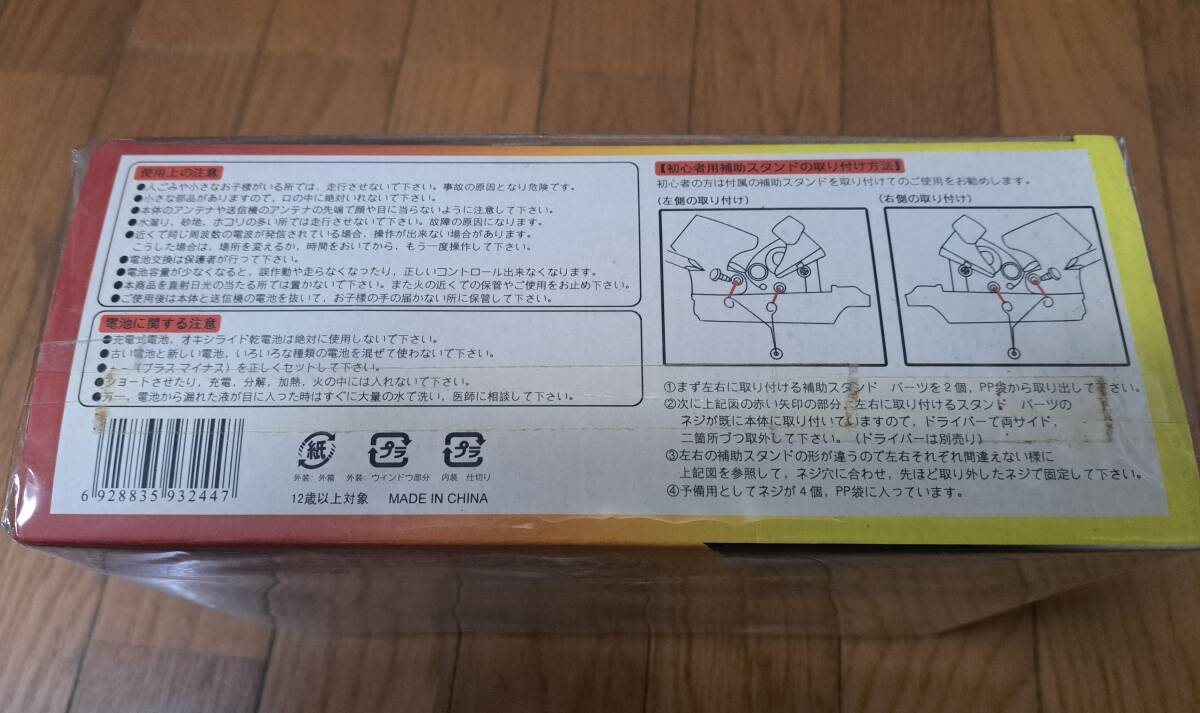 使用上の注意
●人ごみや小さなお子様がいる所では、走行させないで下さい。事故の原因となり危険です。
●小さな部品がありますので、口の中に絶対いれないで下さい。
●本体のアンテナや送信機のアンテナの先端で顔や目に当らないように注意して下さい。
●水溜り、砂地、ホコリの多い所では走行させないで下さい。故障の原因になります。
●近くで同じ周波数の電波が発信されている場合、操作が出来ない場合があります。
こうした場合は、場所を変えるか、時間をおいてから、もう一度操作して下さい。
●電池交換は保護者が行って下さい。
●電池容量が少なくなると、誤作動や走らなくなったり、正しいコントロール出来なくなります。
●本商品を直射日光の当たる所では置かないで下さい。また火の近くでの保管やご使用をお止め下さい。
●ご使用後は本体と送信機の電池を抜いて、お子様の手の届かない所に保管して下さい。
電池に関する注意
●充電式電池、オキシライド乾電池は絶対に使用しないで下さい。
●古い電池と新しい電池、いろいろな種類の電池を混ぜて使わないで下さい。
●＋－（プラスマイナス）を正しくセットして下さい。
●ショートさせたり、充電、分解、加熱、火の中には入れないで下さい。
●万一、電池から漏れた液が目に入った時はすぐに大量の水で洗い、医師に相談して下さい。
6 928835 932447
紙 プラ プラ
外装：外箱 外装：ウィンドウ部分 内装 仕切り
12歳以上対象 MADE IN CHINA
【初心者用補助スタンドの取り付け方法】
初心者の方は付属の補助スタンドを取り付けてのご使用をお勧めします。
（左側の取り付け） （右側の取り付け）
①まず左右に取り付ける補助スタンド パーツを２個，PP袋から取り出して下さい。
②次に上記図の赤い矢印の部分，左右に取り付けるスタンド パーツの
ネジが既に本体に取り付いていますので，ドライバーで両サイド，
二箇所づつ取外して下さい。（ドライバーは別売り）
③左右の補助スタンドの形が違うので左右それぞれ間違えない様に
上記図を参照して，ネジ穴に合わせ，先ほど取り外したネジで固定して下さい。
④予備用としてネジが４個，PP袋に入っています。